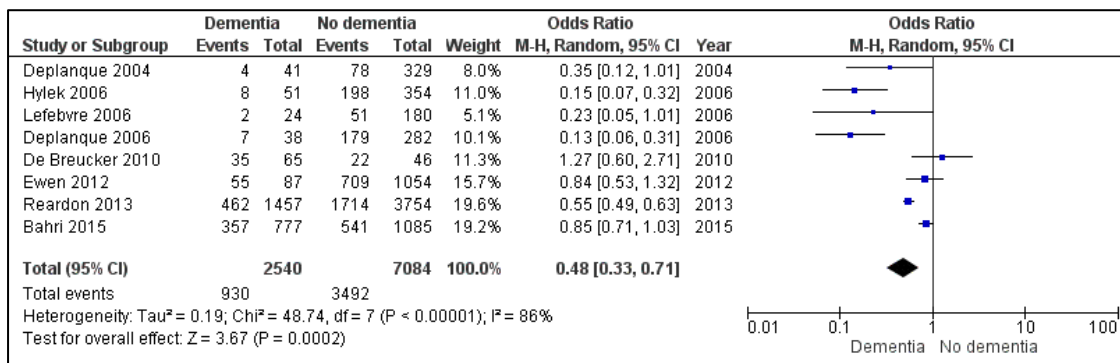 Dementia No dementia Odds Ratio Odds Ratio
Study or Subgroup Events Total Events Total Weight M-H, Random, 95% CI Year M-H, Random, 95% CI
Deplanque 2004 4 41 78 329 8.0% 0.35 [0.12, 1.01] 2004
Hylek 2006 8 51 198 354 11.0% 0.15 [0.07, 0.32] 2006
Lefebvre 2006 2 24 51 180 5.1% 0.23 [0.05, 1.01] 2006
Deplanque 2006 7 38 179 282 10.1% 0.13 [0.06, 0.31] 2006
De Breucker 2010 35 65 22 46 11.3% 1.27 [0.60, 2.71] 2010
Ewen 2012 55 87 709 1054 15.7% 0.84 [0.53, 1.32] 2012
Reardon 2013 462 1457 1714 3754 19.6% 0.55 [0.49, 0.63] 2013
Bahri 2015 357 777 541 1085 19.2% 0.85 [0.71, 1.03] 2015
Total (95% CI) 2540 7084 100.0% 0.48 [0.33, 0.71]
Total events 930 3492
Heterogeneity: Tau² = 0.19; Chi² = 48.74, df = 7 (P < 0.00001); I² = 86%
Test for overall effect: Z = 3.67 (P = 0.0002)
0.01 0.1 1 10 100
Dementia No dementia